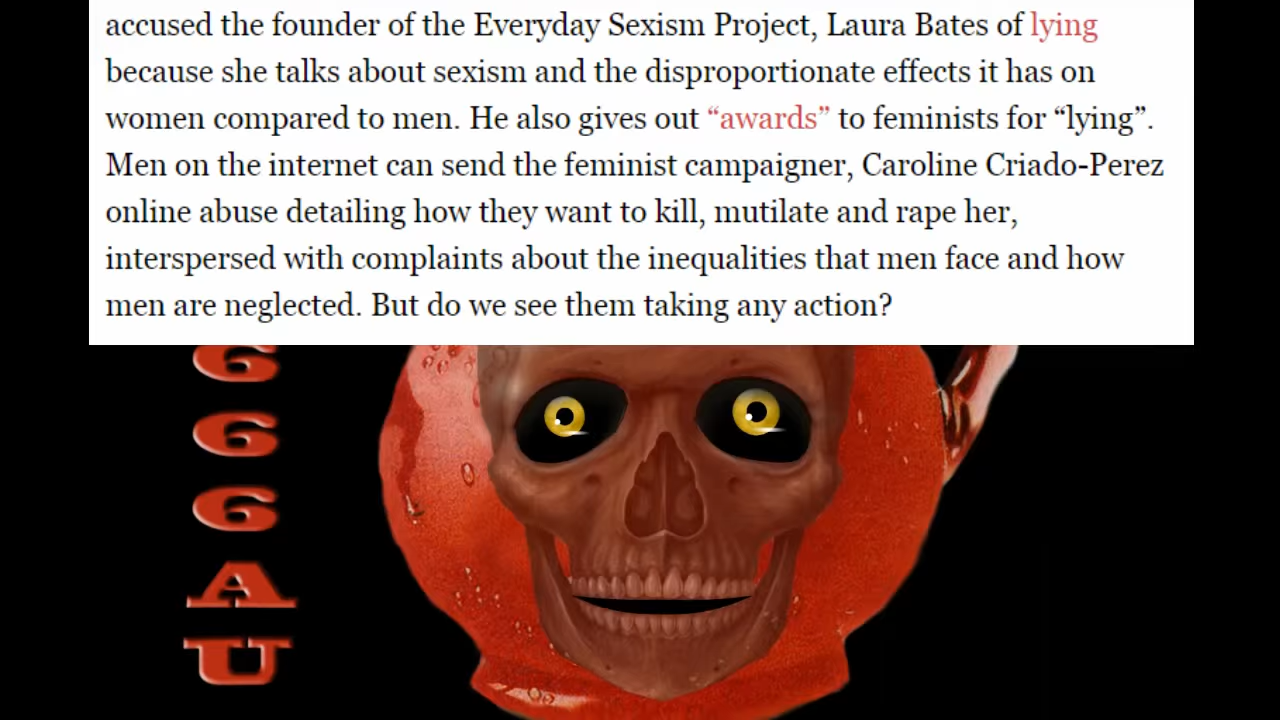 accused the founder of the Everyday Sexism Project, Laura Bates of lying
because she talks about sexism and the disproportionate effects it has on
women compared to men. He also gives out “awards” to feminists for “lying”.
Men on the internet can send the feminist campaigner, Caroline Criado-Perez
online abuse detailing how they want to kill, mutilate and rape her,
interspersed with complaints about the inequalities that men face and how
men are neglected. But do we see them taking any action?
6
6
6
A
U